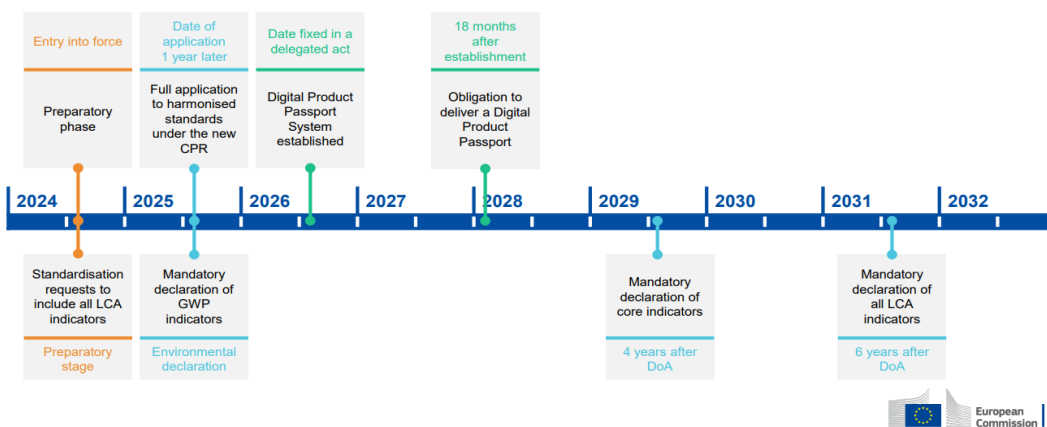 Entry into force
Preparatory
phase
Date of
application
1 year later
Full application
to harmonised
standards
under the new
CPR
Date fixed in a
delegated act
Digital Product
Passport
System
established
18 months
after
establishment
Obligation to
deliver a Digital
Product
Passport
2024
2025
2026
2027
2028
2029
2030
2031
2032
Standardisation
requests to
include all LCA
indicators
Preparatory
stage
Mandatory
declaration of
GWP
indicators
Environmental
declaration
Mandatory
declaration of
core indicators
4 years after
DoA
Mandatory
declaration of
all LCA
indicators
6 years after
DoA
European
Commission